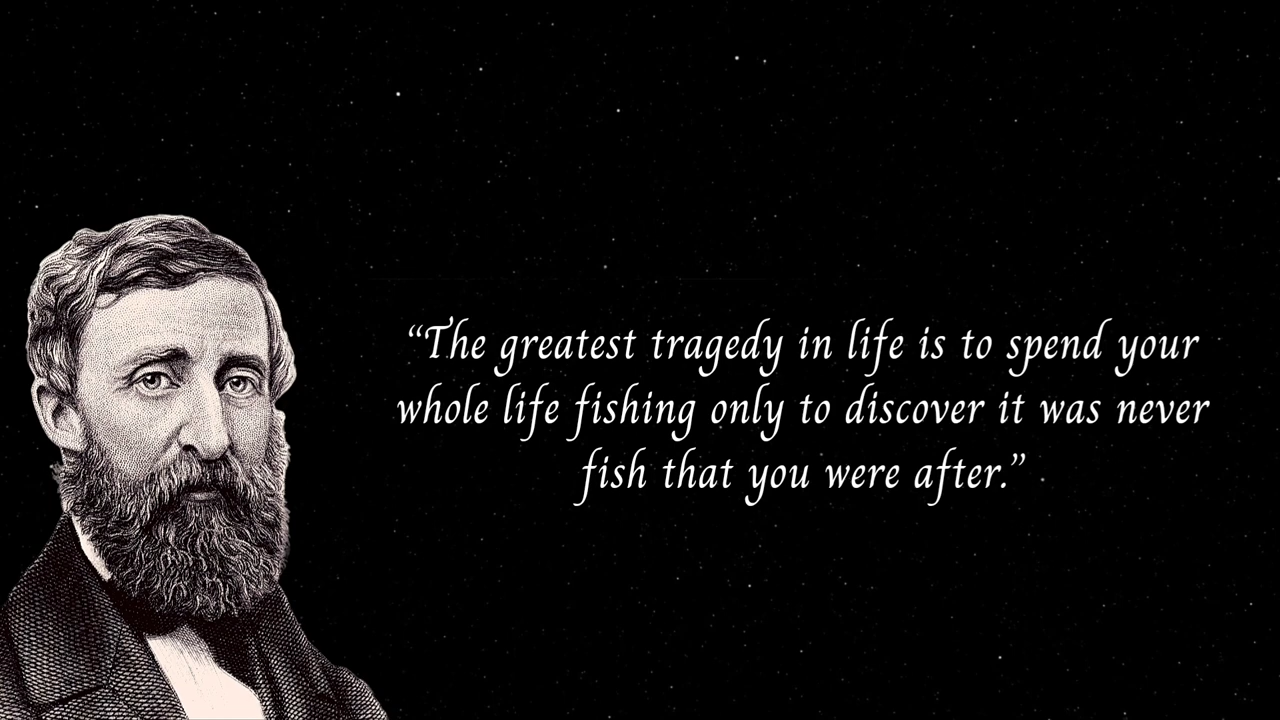 “The greatest tragedy in life is to spend your
whole life fishing only to discover it was never
fish that you were after.”